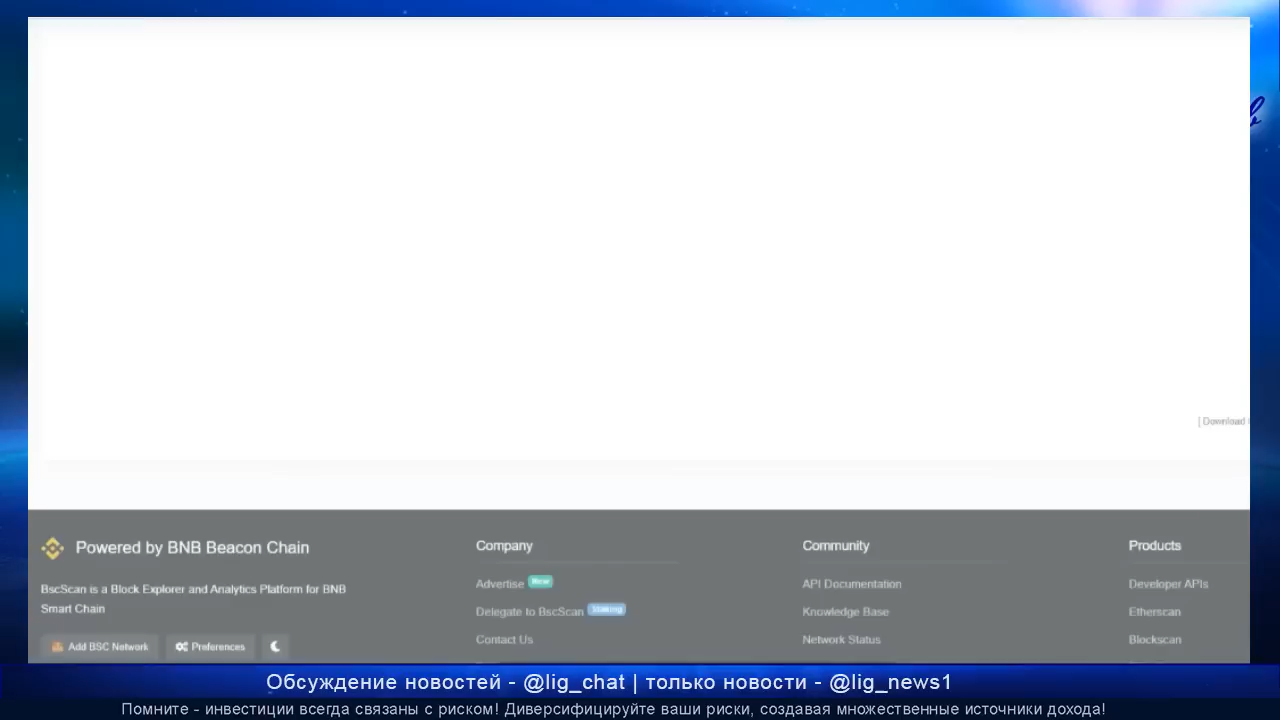 [ Download
Powered by BNB Beacon Chain
BscScan is a Block Explorer and Analytics Platform for BNB
Smart Chain
Add BSC Network
Preferences
Company
Advertise New
Delegate to BscScan Staking
Contact Us
Community
API Documentation
Knowledge Base
Network Status
Products
Developer APIs
Etherscan
Blockscan
Обсуждение новостей - @lig_chat | только новости - @lig_news1
Помните - инвестиции всегда связаны с риском! Диверсифицируйте ваши риски, создавая множественные источники дохода!